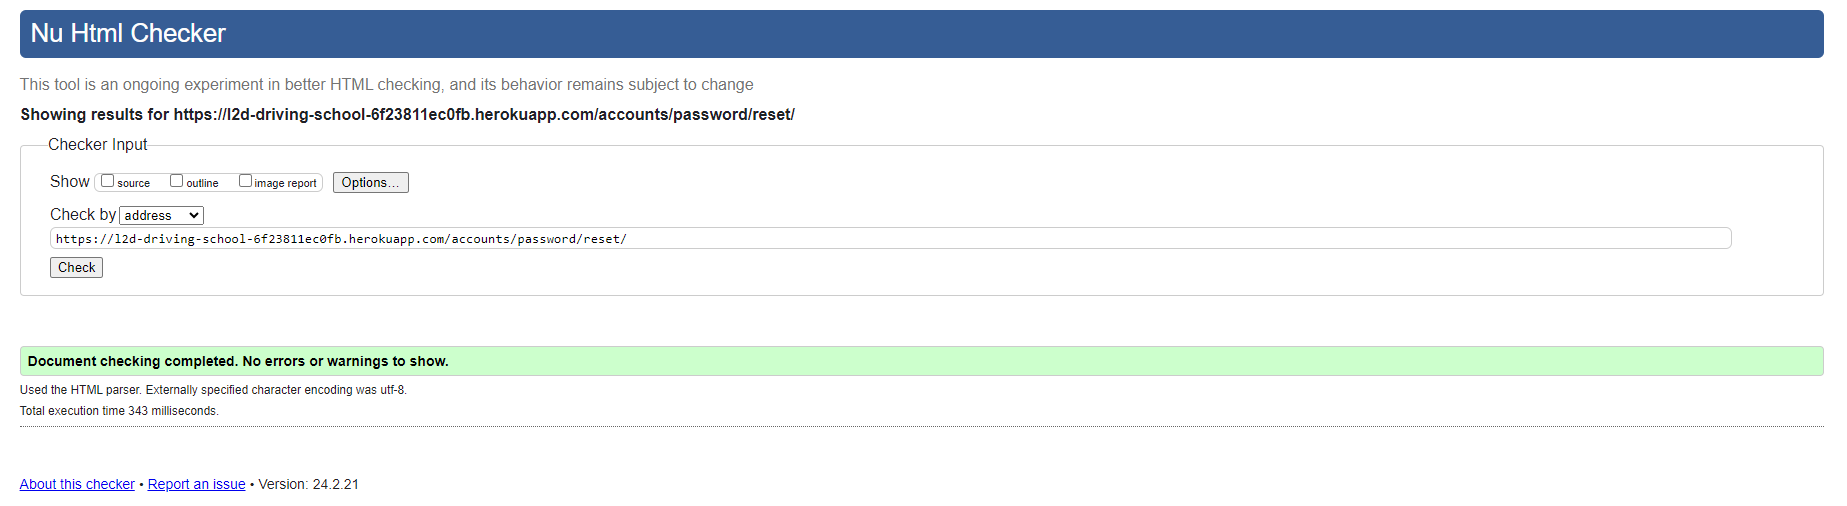 Nu Html Checker
This tool is an ongoing experiment in better HTML checking, and its behavior remains subject to change
Showing results for https://l2d-driving-school-6f23811ec0fb.herokuapp.com/accounts/password/reset/
Checker Input
Show source outline image report Options...
Check by address
https://l2d-driving-school-6f23811ec0fb.herokuapp.com/accounts/password/reset/
Check
Document checking completed. No errors or warnings to show.
Used the HTML parser. Externally specified character encoding was utf-8.
Total execution time 343 milliseconds.
About this checker • Report an issue • Version: 24.2.21